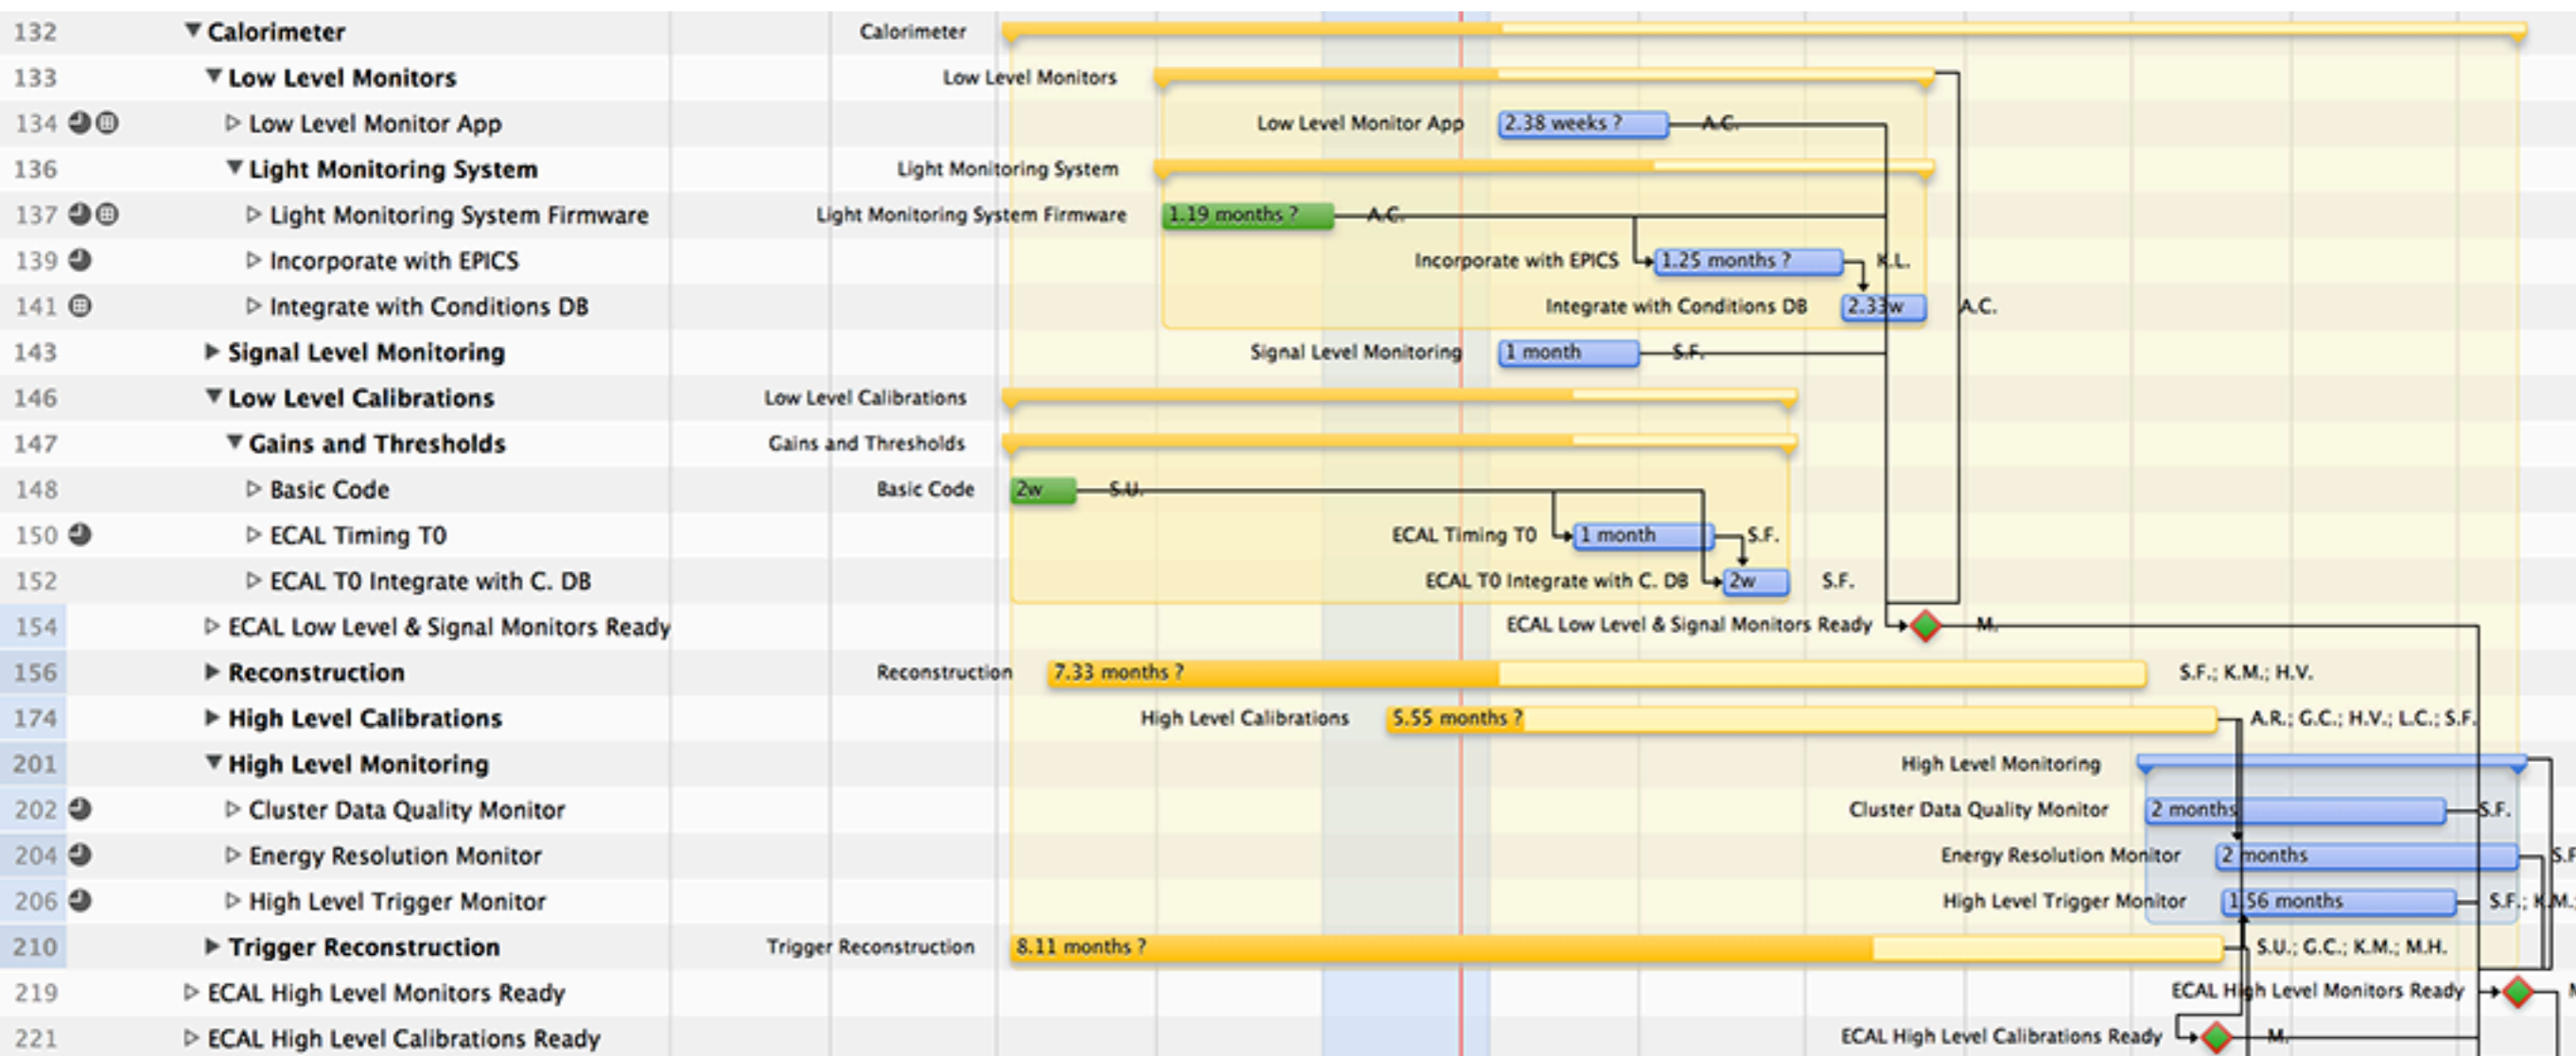 132 Calorimeter Calorimeter
133 Low Level Monitors Low Level Monitors
134 Low Level Monitor App Low Level Monitor App 2.38 weeks ? A.C.
136 Light Monitoring System Light Monitoring System
137 Light Monitoring System Firmware Light Monitoring System Firmware 1.19 months ? A.C.
139 Incorporate with EPICS Incorporate with EPICS 1.25 months ? K.L.
141 Integrate with Conditions DB Integrate with Conditions DB 2.33w A.C.
143 Signal Level Monitoring Signal Level Monitoring 1 month S.F.
146 Low Level Calibrations Low Level Calibrations
147 Gains and Thresholds Gains and Thresholds
148 Basic Code Basic Code 2w S.U.
150 ECAL Timing T0 ECAL Timing T0 1 month S.F.
152 ECAL T0 Integrate with C. DB ECAL T0 Integrate with C. DB 2w S.F.
154 ECAL Low Level & Signal Monitors Ready ECAL Low Level & Signal Monitors Ready M.
156 Reconstruction Reconstruction 7.33 months ? S.F.; K.M.; H.V.
174 High Level Calibrations High Level Calibrations 5.55 months ? A.R.; G.C.; H.V.; L.C.; S.F.
201 High Level Monitoring High Level Monitoring
202 Cluster Data Quality Monitor Cluster Data Quality Monitor 2 months S.F.
204 Energy Resolution Monitor Energy Resolution Monitor 2 months S.F
206 High Level Trigger Monitor High Level Trigger Monitor 1.56 months S.F.; K.M.;
210 Trigger Reconstruction Trigger Reconstruction 8.11 months ? S.U.; G.C.; K.M.; M.H.
219 ECAL High Level Monitors Ready ECAL High Level Monitors Ready
221 ECAL High Level Calibrations Ready ECAL High Level Calibrations Ready M.